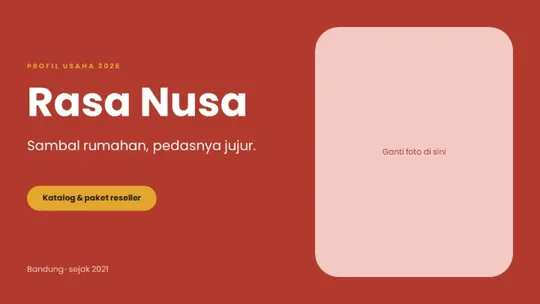 PROFIL USAHA 2026
Rasa Nusa
Sambal rumahan, pedasnya jujur.
Katalog & paket reseller
Bandung · sejak 2021
Ganti foto di sini